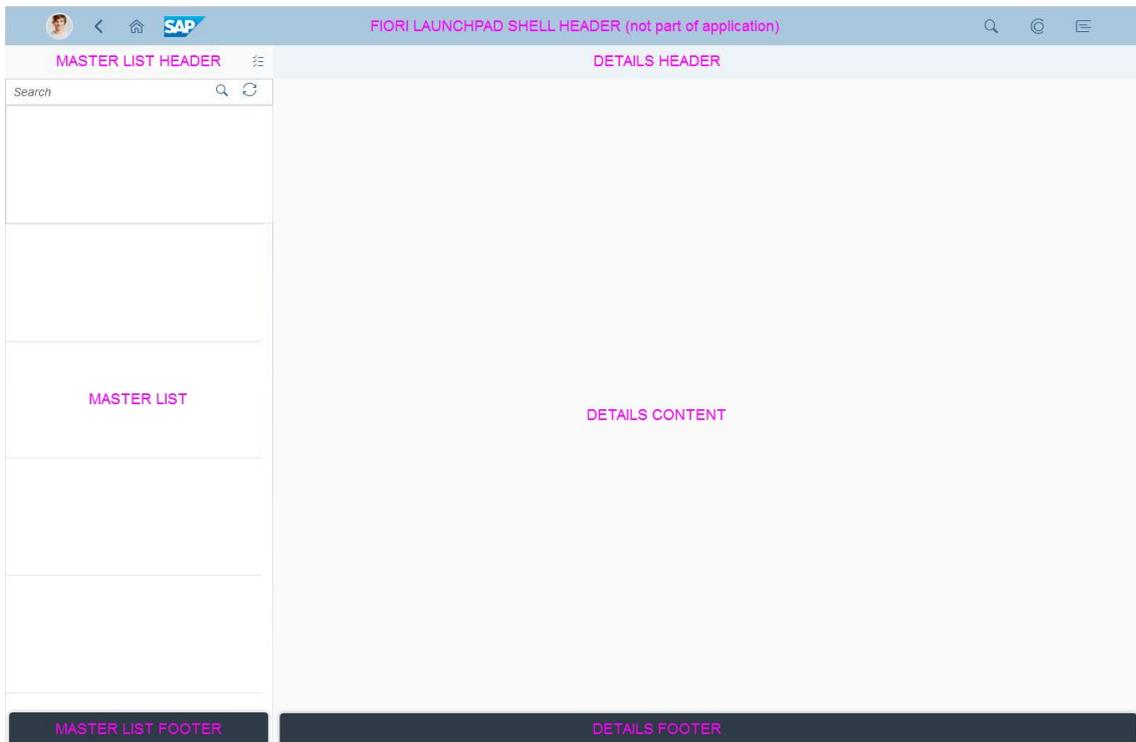 SAP FIORI LAUNCHPAD SHELL HEADER (not part of application)
MASTER LIST HEADER DETAILS HEADER
Search
MASTER LIST
DETAILS CONTENT
MASTER LIST FOOTER DETAILS FOOTER